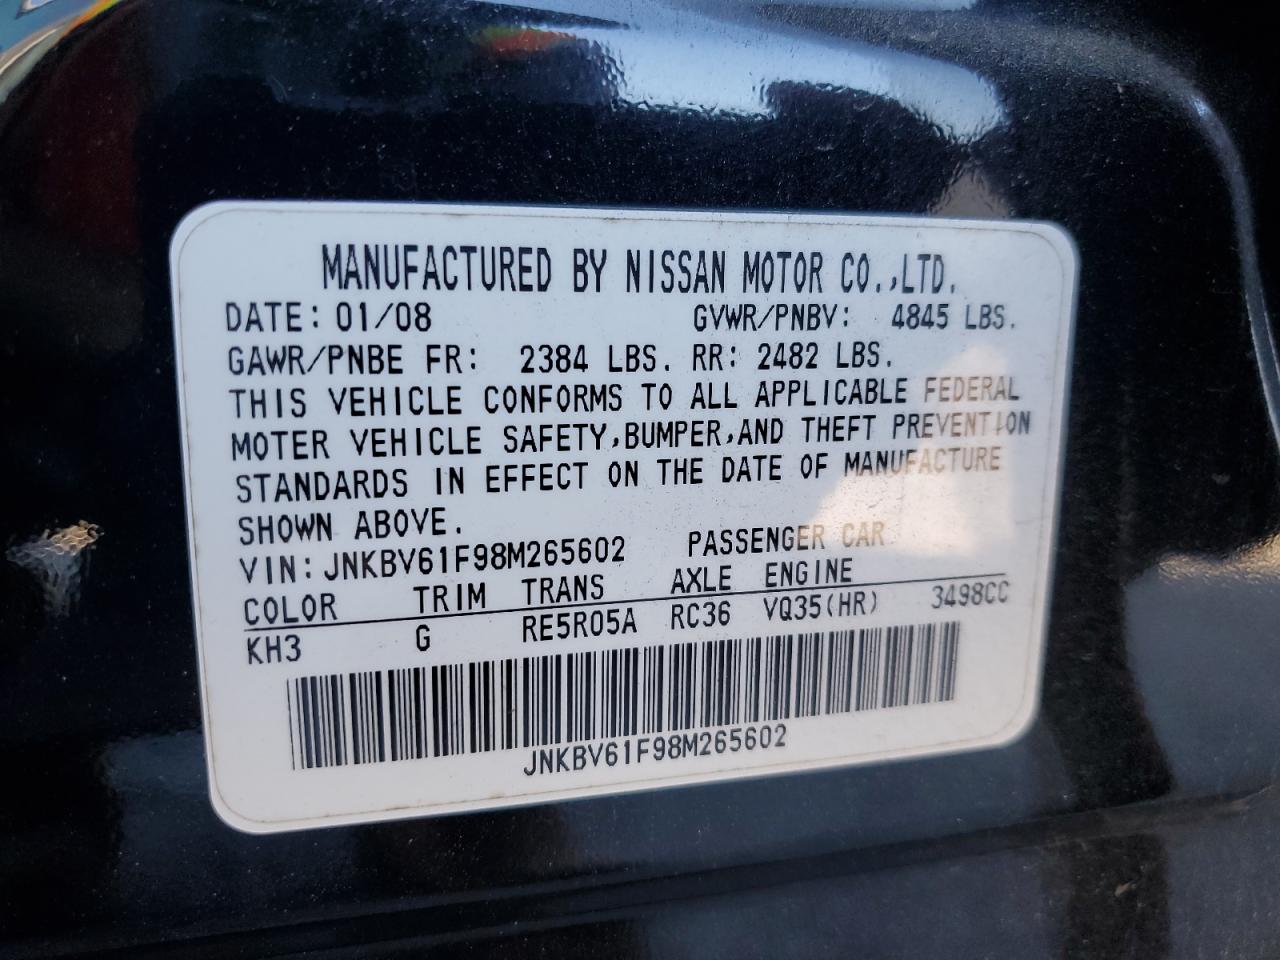 MANUFACTURED BY NISSAN MOTOR CO.,LTD.
DATE: 01/08 GVWR/PNBV: 4845 LBS.
GAWR/PNBE FR: 2384 LBS. RR: 2482 LBS.
THIS VEHICLE CONFORMS TO ALL APPLICABLE FEDERAL
MOTER VEHICLE SAFETY,BUMPER,AND THEFT PREVENTION
STANDARDS IN EFFECT ON THE DATE OF MANUFACTURE
SHOWN ABOVE.
VIN: JNKBV61F98M265602 PASSENGER CAR
COLOR TRIM TRANS AXLE ENGINE
KH3 G RE5R05A RC36 VQ35(HR) 3498CC
JNKBV61F98M265602